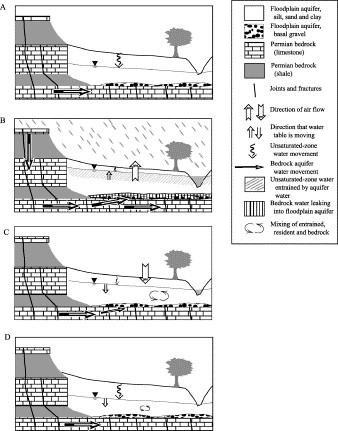 A
B
C
D
Floodplain aquifer,
silt, sand and clay
Floodplain aquifer,
basal gravel
Permian bedrock
(limestone)
Permian bedrock
(shale)
Joints and fractures
Direction of air flow
Direction that water
table is moving
Unsaturated-zone
water movement
Bedrock aquifer
water movement
Unsaturated-zone water
entrained by aquifer
water
Bedrock water leaking
into floodplain aquifer
Mixing of entrained,
resident and bedrock